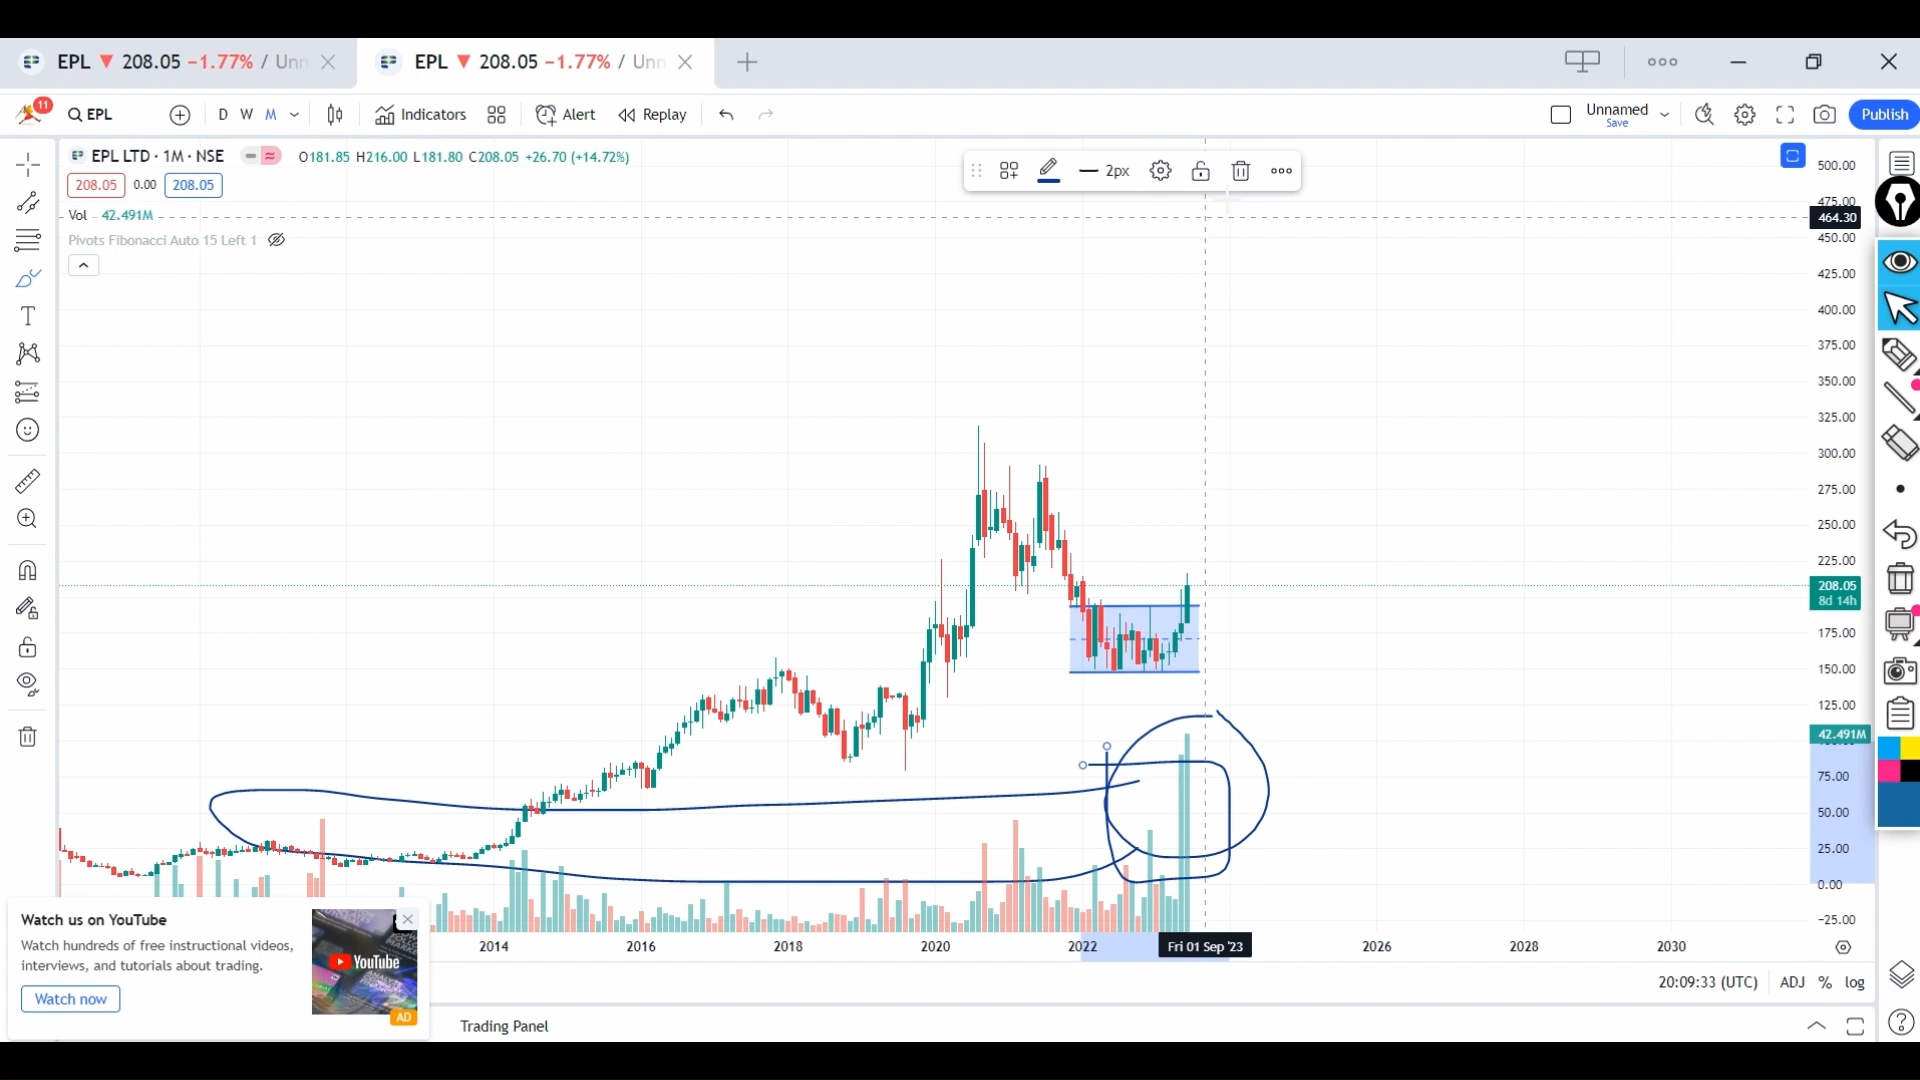 EPL ▼ 208.05 −1.77% / Unn
EPL ▼ 208.05 −1.77% / Unn
11
EPL
D W M
Indicators
Alert
Replay
Unnamed
Save
Publish
EPL LTD · 1M · NSE
O181.85 H216.00 L181.80 C208.05 +26.70 (+14.72%)
208.05 0.00 208.05
Vol 42.491M
Pivots Fibonacci Auto 15 Left 1
2px
500.00
475.00
464.30
450.00
425.00
400.00
375.00
350.00
325.00
300.00
275.00
250.00
225.00
208.05
8d 14h
175.00
150.00
125.00
42.491M
75.00
50.00
25.00
0.00
−25.00
2014 2016 2018 2020 2022 Fri 01 Sep '23 2026 2028 2030
Watch us on YouTube
Watch hundreds of free instructional videos,
interviews, and tutorials about trading.
Watch now
YouTube
AD
20:09:33 (UTC) ADJ % log
Trading Panel